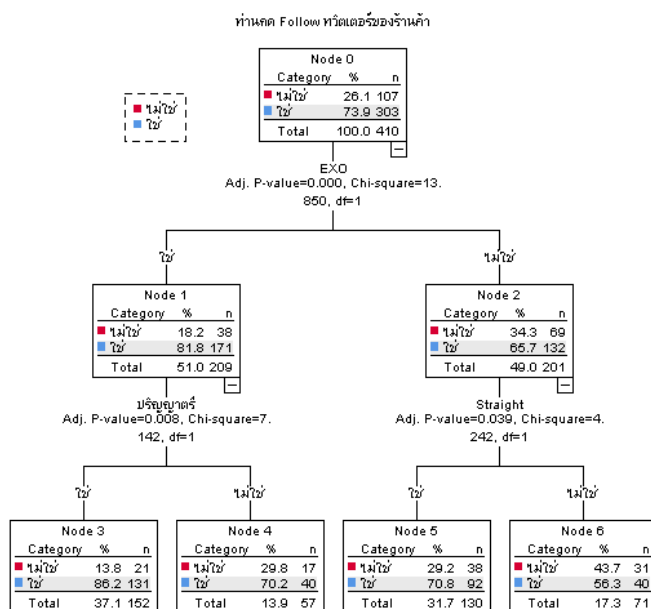 ท่านกด Follow ทวิตเตอร์ของร้านค้า
ไม่ใช่
ใช่
Node 0
Category % n
ไม่ใช่ 26.1 107
ใช่ 73.9 303
Total 100.0 410
EXO
Adj. P-value=0.000, Chi-square=13.
850, df=1
ใช่ ไม่ใช่
Node 1
Category % n
ไม่ใช่ 18.2 38
ใช่ 81.8 171
Total 51.0 209
Node 2
Category % n
ไม่ใช่ 34.3 69
ใช่ 65.7 132
Total 49.0 201
ปริญญาตรี
Adj. P-value=0.008, Chi-square=7.
142, df=1
Straight
Adj. P-value=0.039, Chi-square=4.
242, df=1
ใช่ ไม่ใช่ ใช่ ไม่ใช่
Node 3
Category % n
ไม่ใช่ 13.8 21
ใช่ 86.2 131
Total 37.1 152
Node 4
Category % n
ไม่ใช่ 29.8 17
ใช่ 70.2 40
Total 13.9 57
Node 5
Category % n
ไม่ใช่ 29.2 38
ใช่ 70.8 92
Total 31.7 130
Node 6
Category % n
ไม่ใช่ 43.7 31
ใช่ 56.3 40
Total 17.3 71